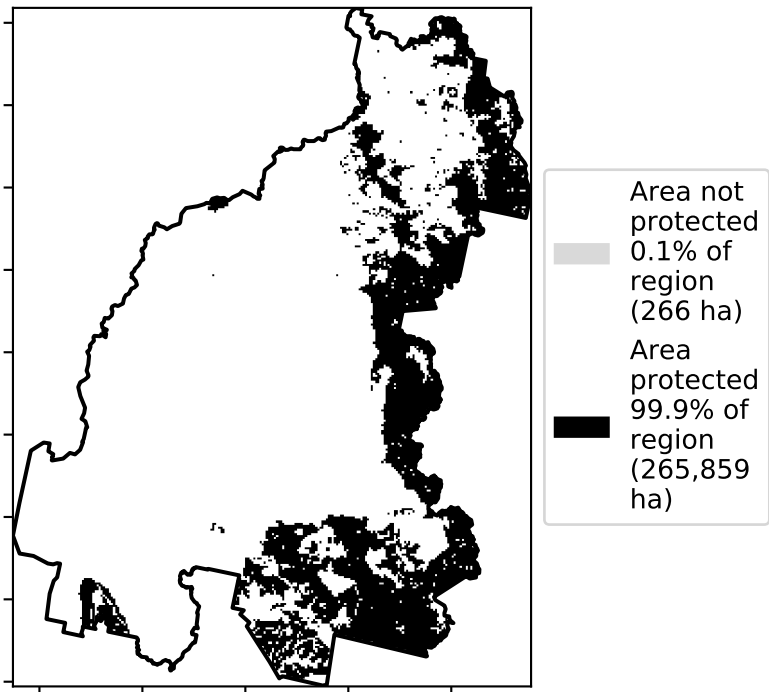 Area not
protected
0.1% of
region
(266 ha)
Area
protected
99.9% of
region
(265,859
ha)